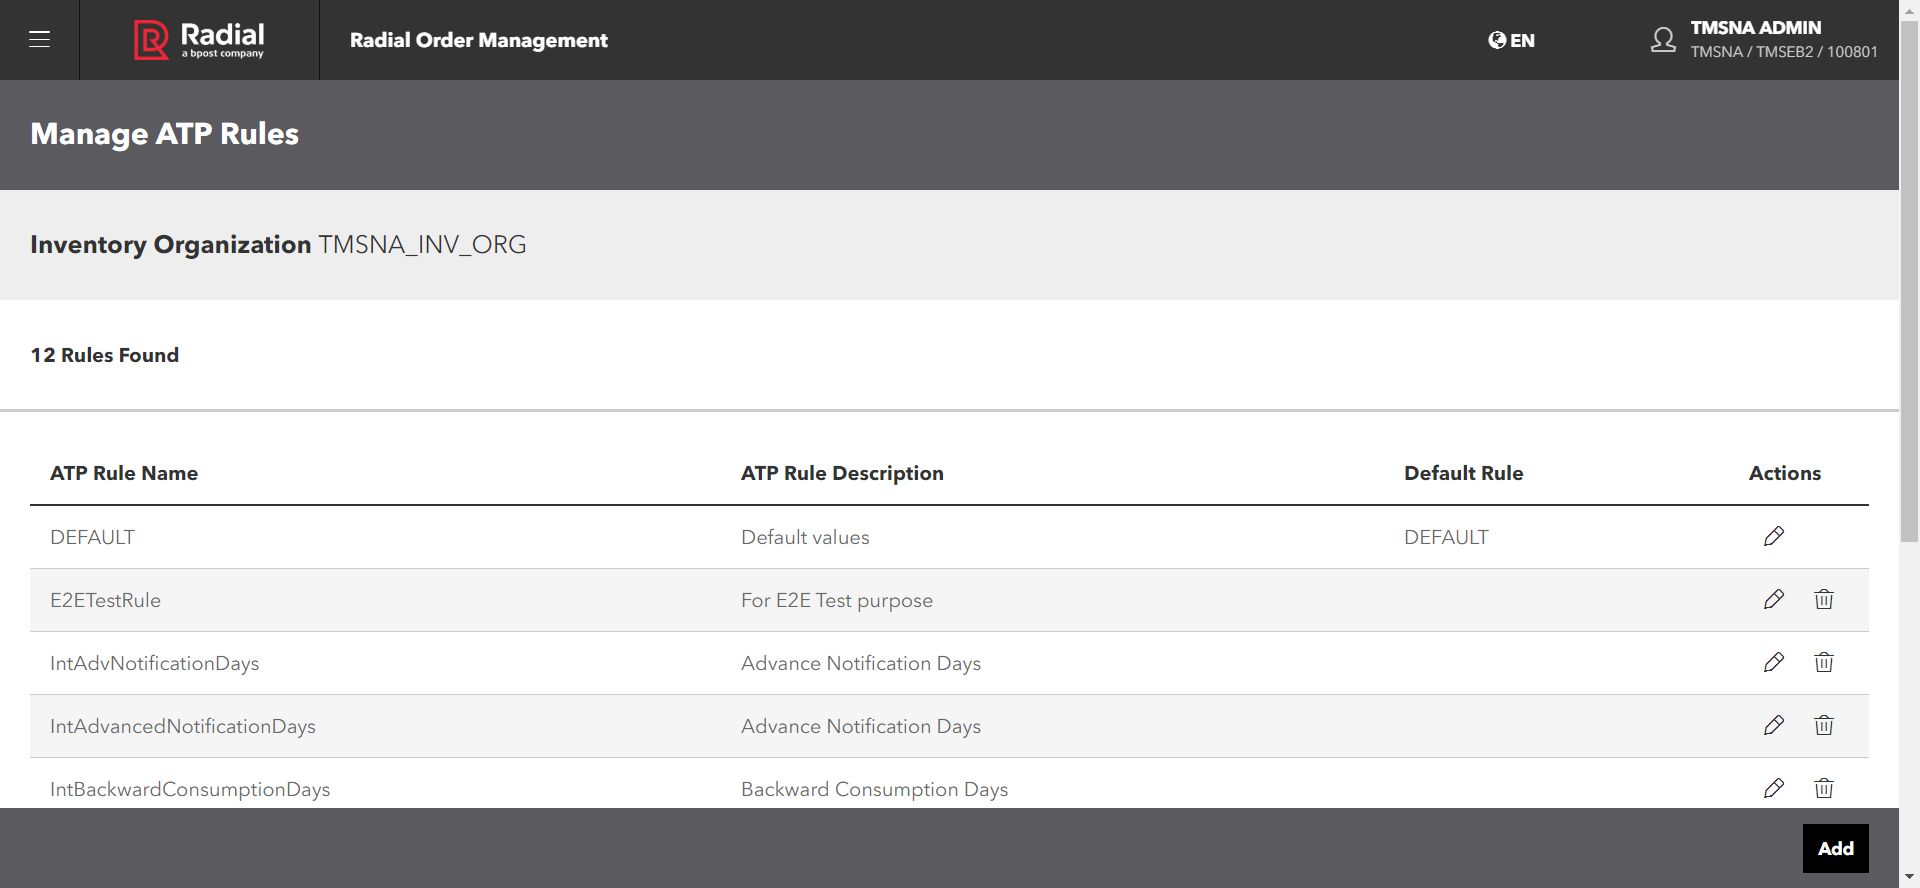 Radial
a bpost company
Radial Order Management
EN
TMSNA ADMIN
TMSNA / TMSEB2 / 100801
Manage ATP Rules
Inventory Organization TMSNA_INV_ORG
12 Rules Found
ATP Rule Name ATP Rule Description Default Rule Actions
DEFAULT Default values DEFAULT
E2ETestRule For E2E Test purpose
IntAdvNotificationDays Advance Notification Days
IntAdvancedNotificationDays Advance Notification Days
IntBackwardConsumptionDays Backward Consumption Days
Add